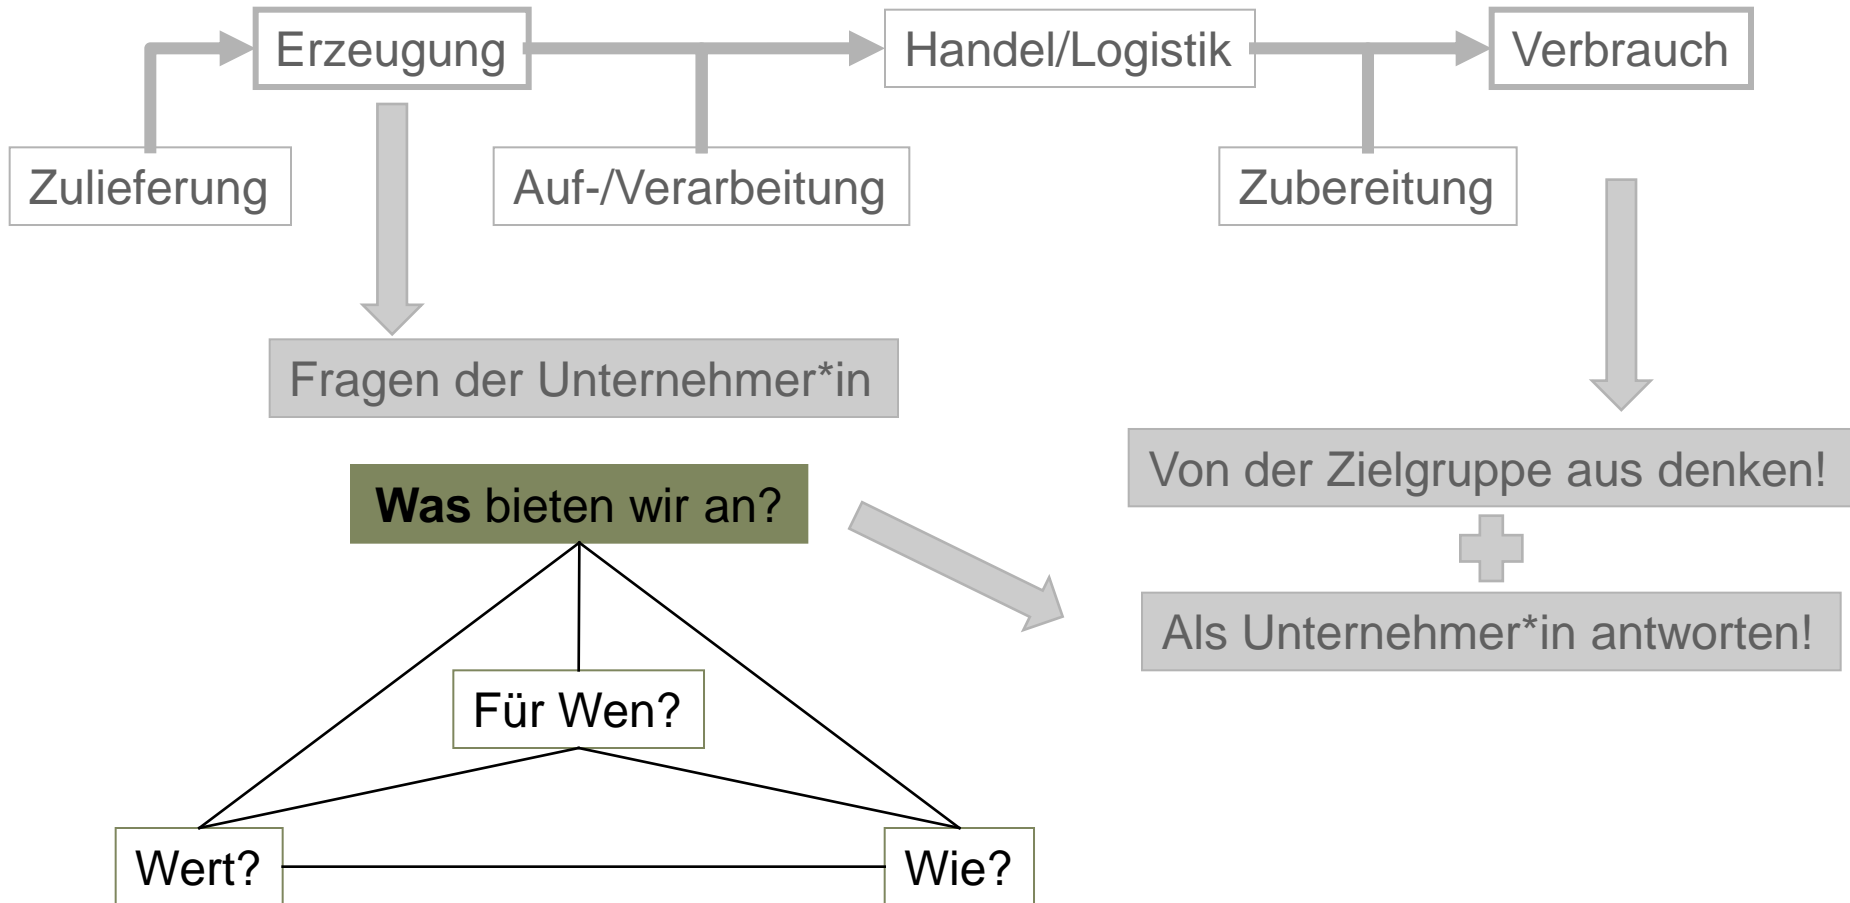 Erzeugung
Handel/Logistik
Verbrauch
Zulieferung
Auf-/Verarbeitung
Zubereitung
Fragen der Unternehmer*in
Was bieten wir an?
Für Wen?
Wert?
Wie?
Von der Zielgruppe aus denken!
Als Unternehmer*in antworten!